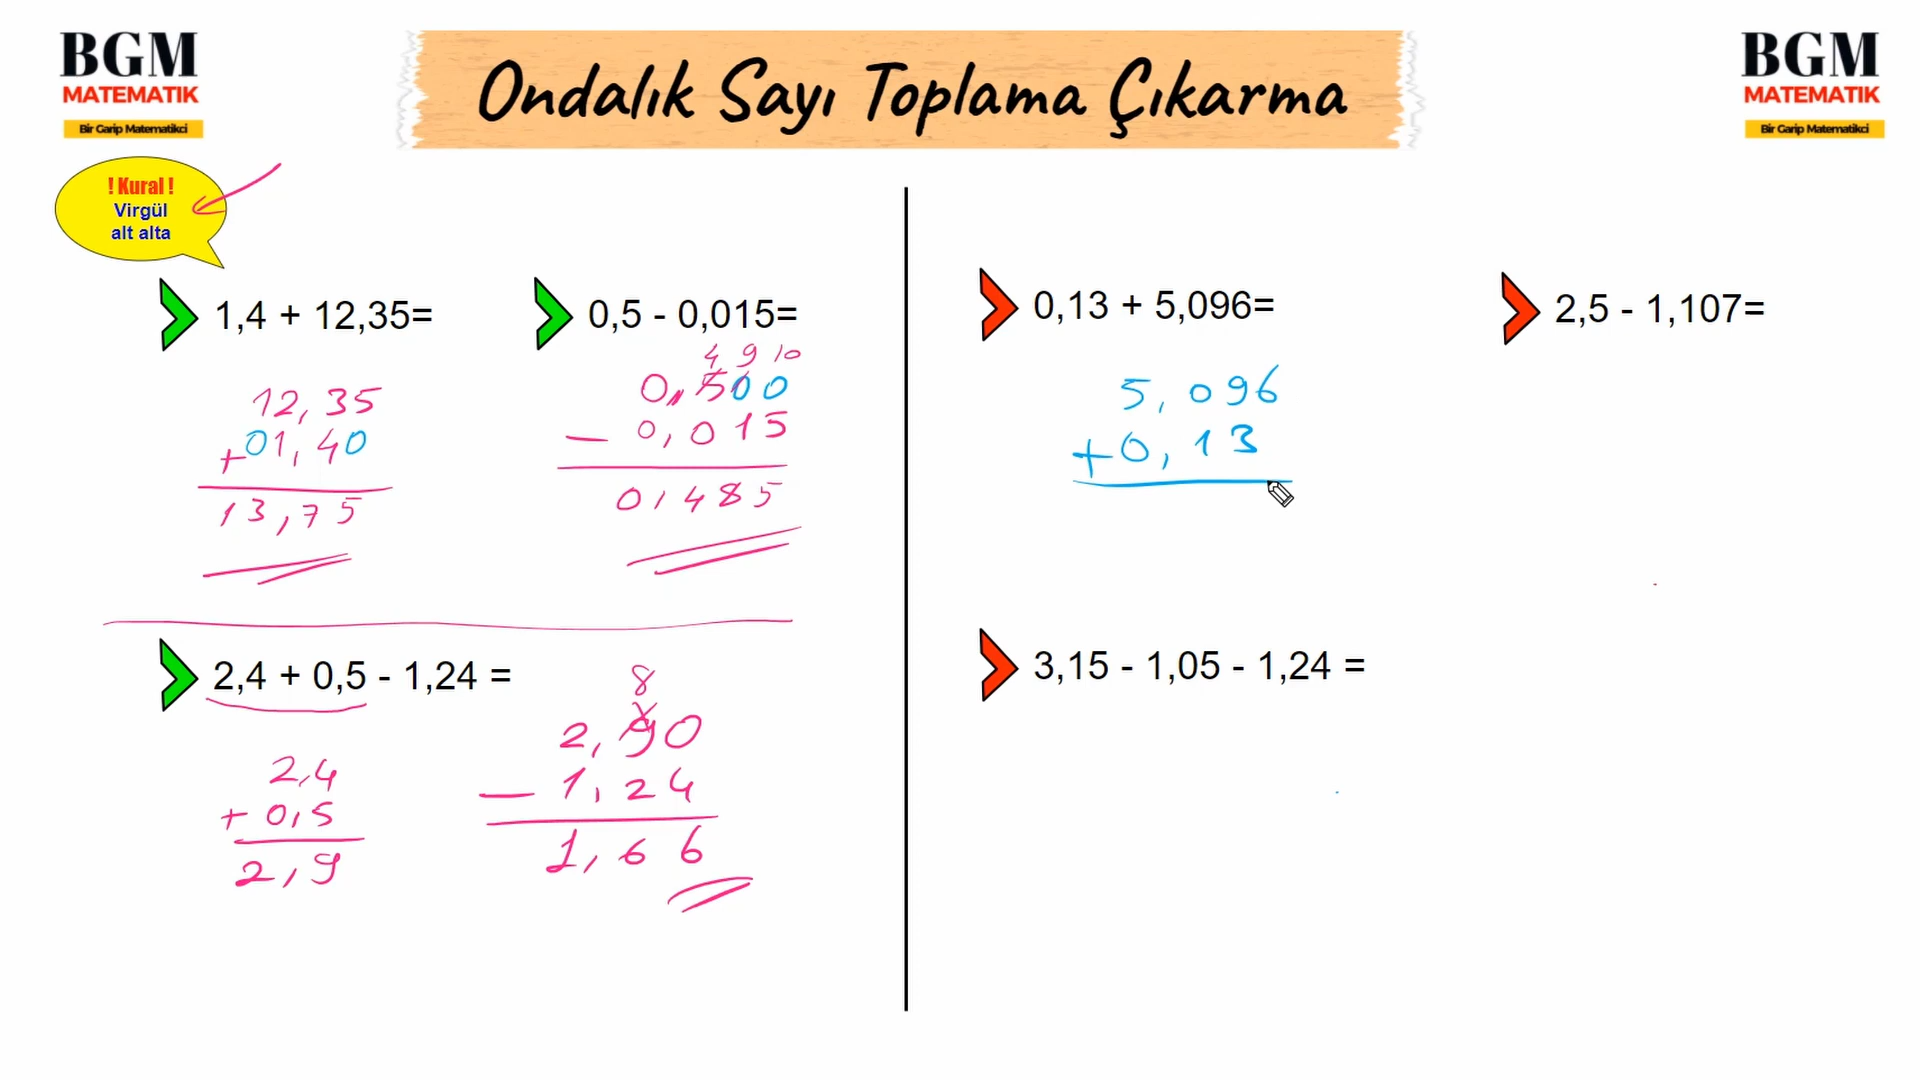 BGM
MATEMATIK
Bir Garip Matematikci
Ondalık Sayı Toplama Çıkarma
BGM
MATEMATIK
Bir Garip Matematikci
! Kural !
Virgül
alt alta
1,4 + 12,35=
12,35
+01,40
13,75
0,5 - 0,015=
4 9 10
0,500
- 0,015
0,485
2,4 + 0,5 - 1,24 =
2,4
+ 0,5
2,9
8
2,90
- 1,24
1,66
0,13 + 5,096=
5,096
+0,13
2,5 - 1,107=
3,15 - 1,05 - 1,24 =